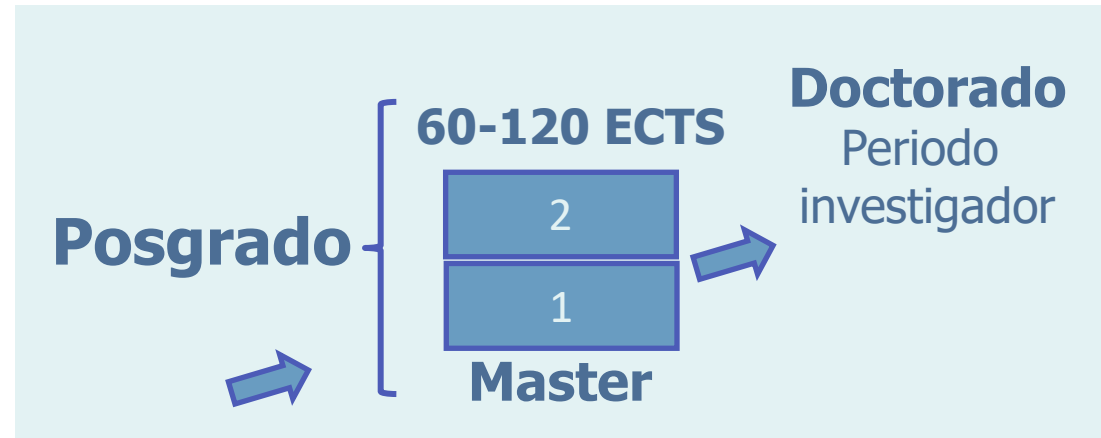 Posgrado
60-120 ECTS
2
1
Master
Doctorado
Periodo
investigador